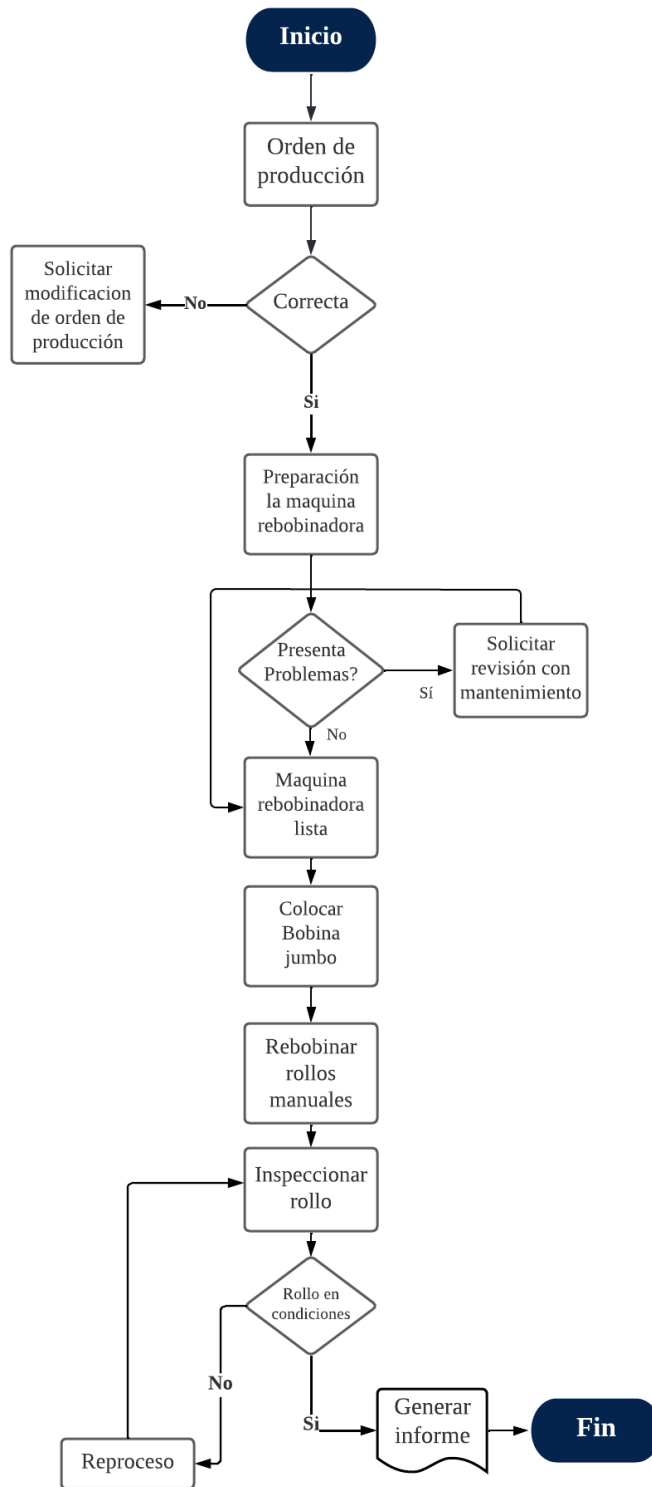 Inicio
Orden de
producción
Correcta
No
Solicitar
modificacion
de orden de
producción
Si
Preparación
la maquina
rebobinadora
Presenta
Problemas?
Sí
Solicitar
revisión con
mantenimiento
No
Maquina
rebobinadora
lista
Colocar
Bobina
jumbo
Rebobinar
rollos
manuales
Inspeccionar
rollo
Rollo en
condiciones
No
Reproceso
Si
Generar
informe
Fin